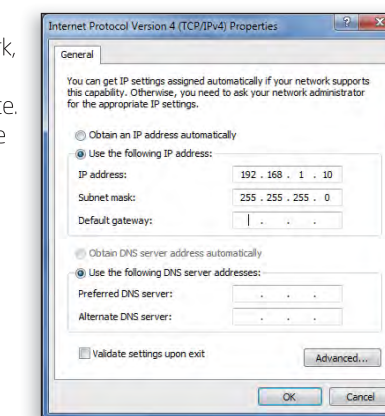 Internet Protocol Version 4 (TCP/IPv4) Properties
General
You can get IP settings assigned automatically if your network supports
this capability. Otherwise, you need to ask your network administrator
for the appropriate IP settings.
Obtain an IP address automatically
Use the following IP address:
IP address: 192 . 168 . 1 . 10
Subnet mask: 255 . 255 . 255 . 0
Default gateway: . . .
Obtain DNS server address automatically
Use the following DNS server addresses:
Preferred DNS server: . . .
Alternate DNS server: . . .
Validate settings upon exit
Advanced...
OK Cancel